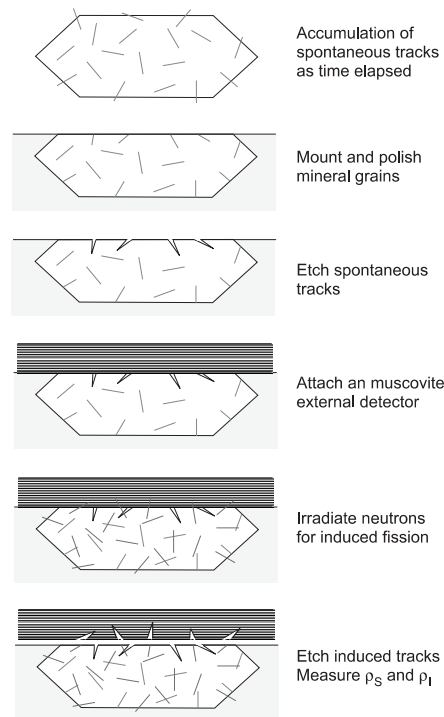 Accumulation of
spontaneous tracks
as time elapsed
Mount and polish
mineral grains
Etch spontaneous
tracks
Attach an muscovite
external detector
Irradiate neutrons
for induced fission
Etch induced tracks
Measure ρS and ρI